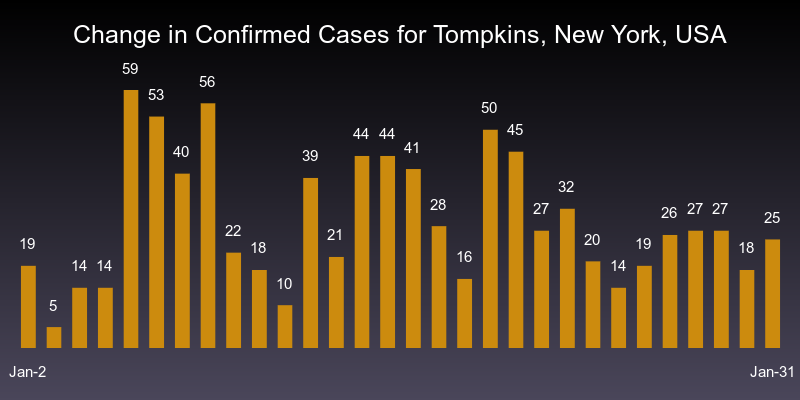 Change in Confirmed Cases for Tompkins, New York, USA
19 5 14 14 59 53 40 56 22 18 10 39 21 44 44 41 28 16 50 45 27 32 20 14 19 26 27 27 18 25
Jan-2 Jan-31